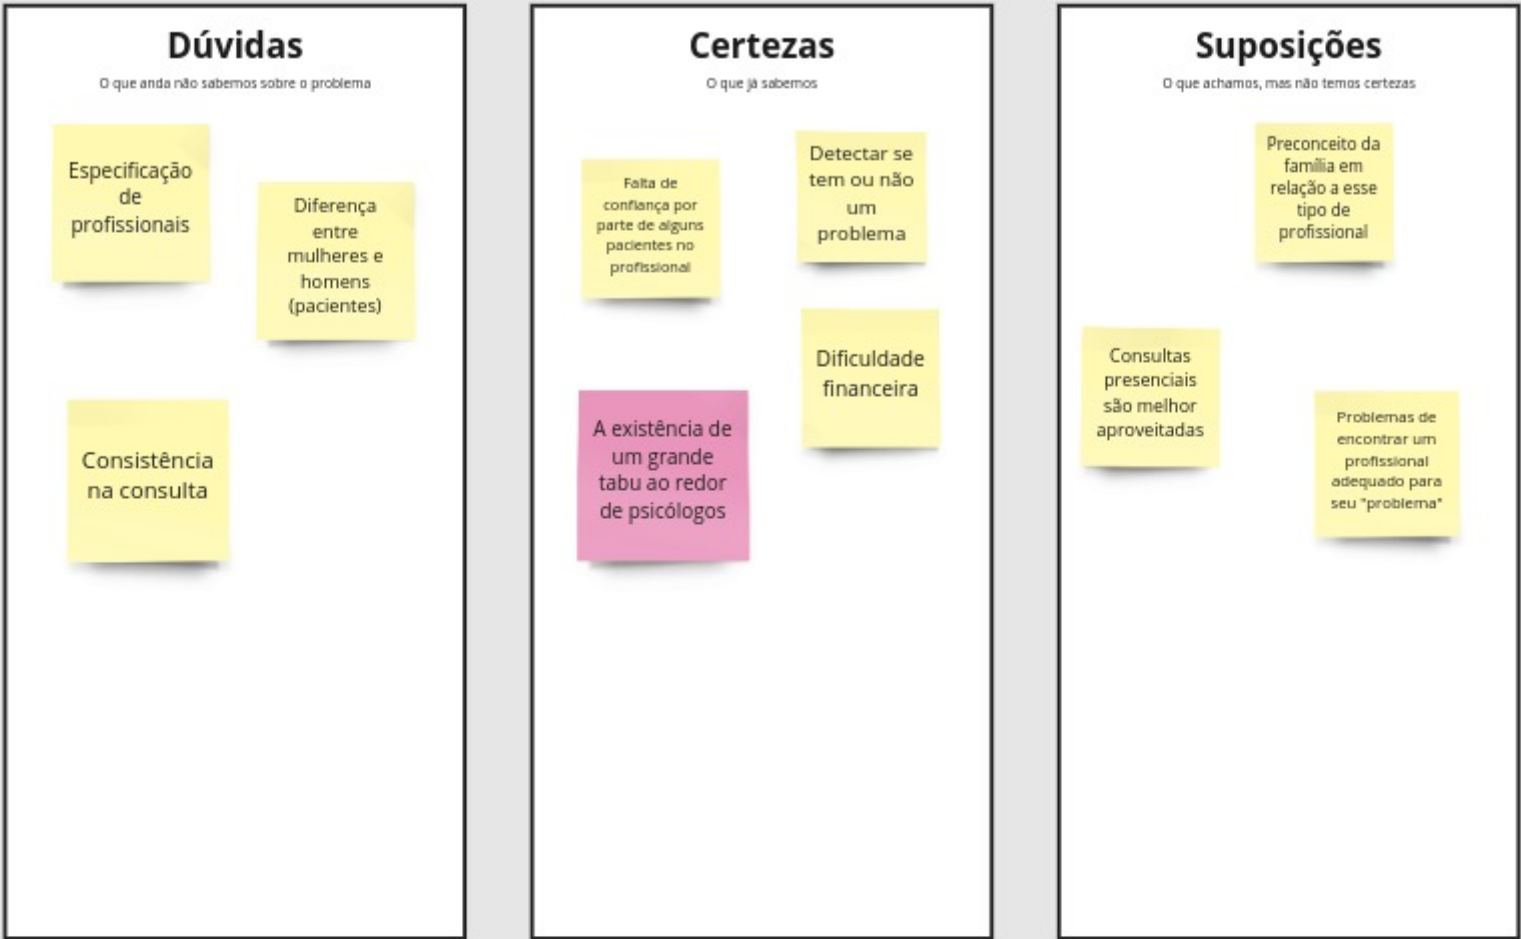 Dúvidas
O que anda não sabemos sobre o problema
Especificação
de
profissionais
Diferença
entre
mulheres e
homens
(pacientes)
Consistência
na consulta
Certezas
O que já sabemos
Falta de
confiança por
parte de alguns
pacientes no
profissional
Detectar se
tem ou não
um
problema
Dificuldade
financeira
A existência de
um grande
tabu ao redor
de psicólogos
Suposições
O que achamos, mas não temos certezas
Preconceito da
família em
relação a esse
tipo de
profissional
Consultas
presenciais
são melhor
aproveitadas
Problemas de
encontrar um
profissional
adequado para
seu "problema"